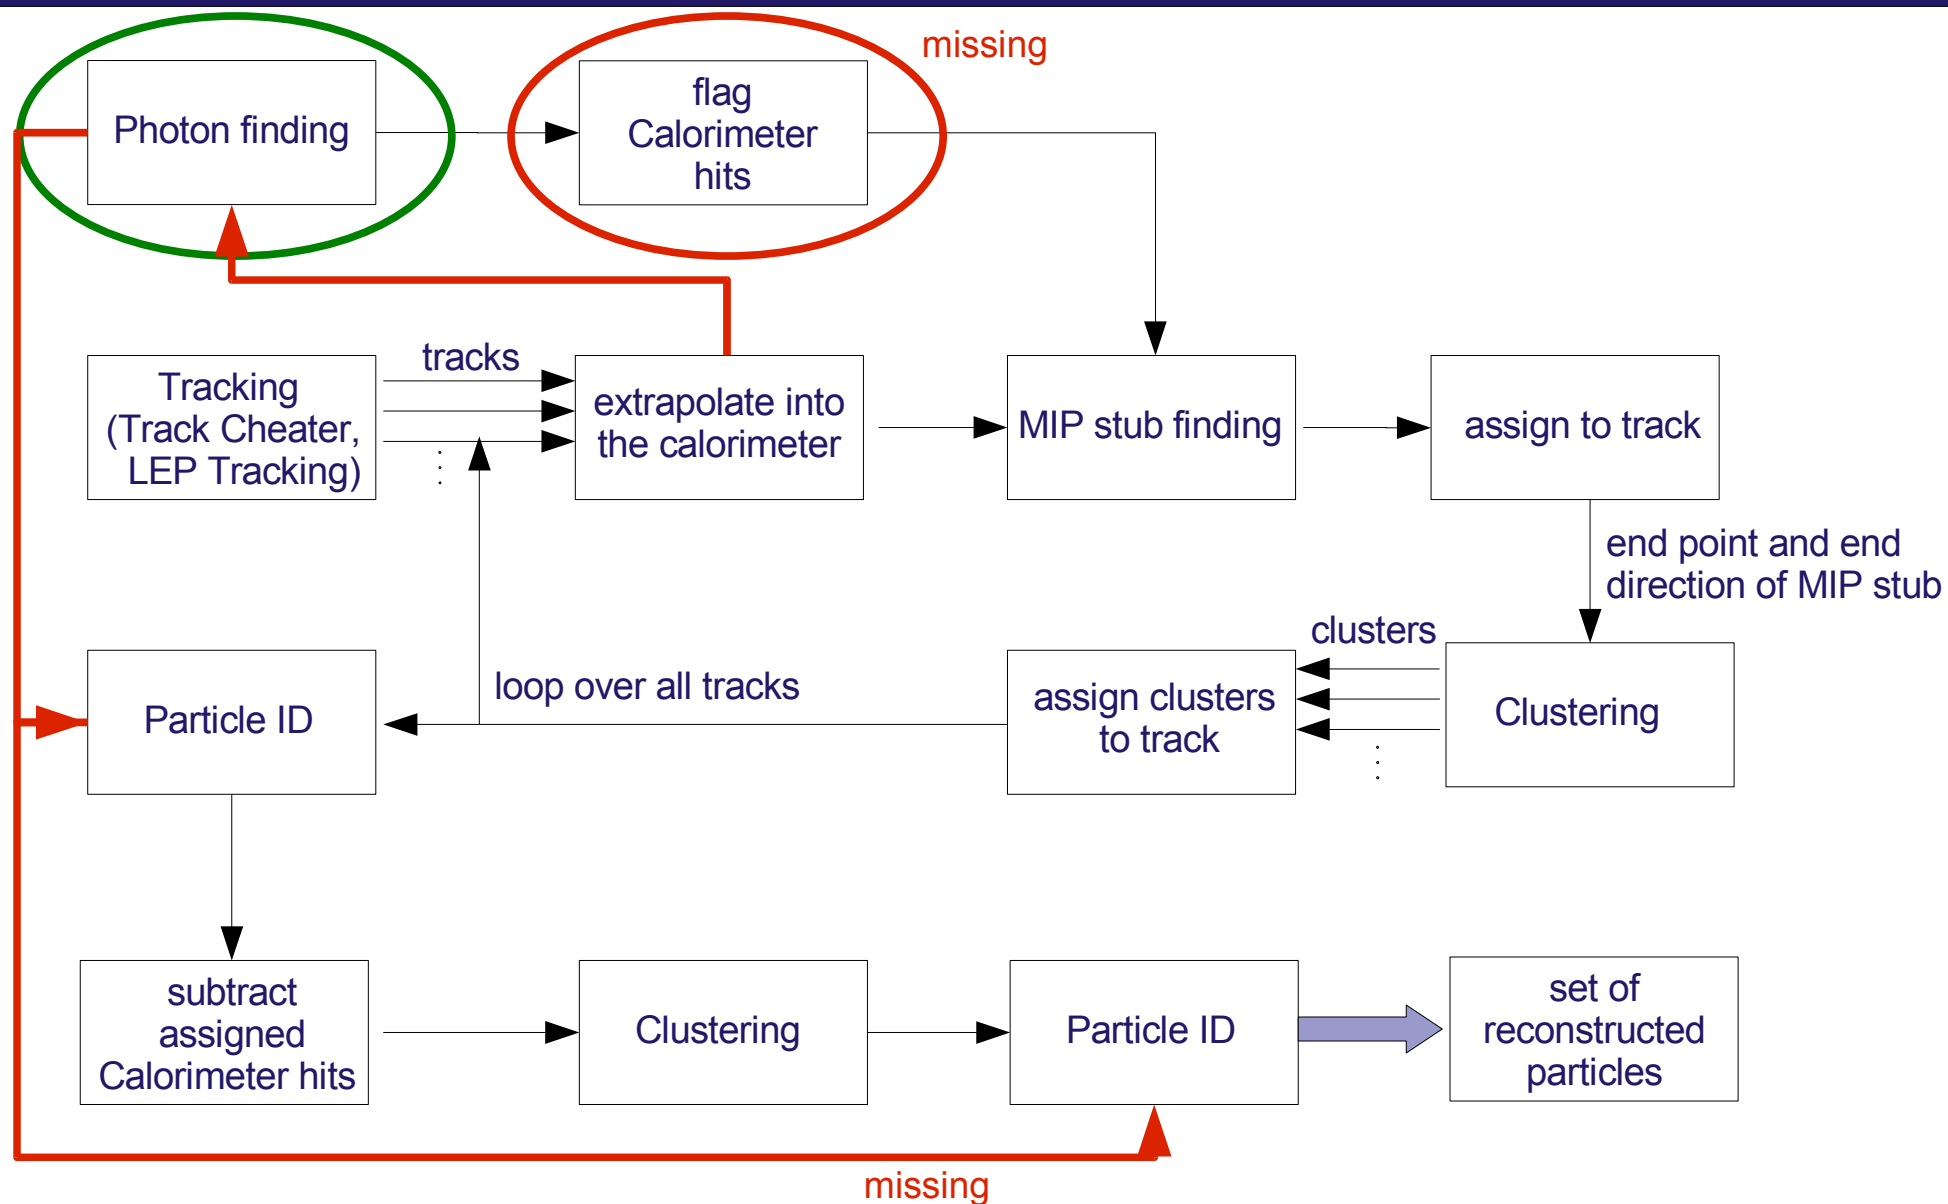 missing
Photon finding
flag
Calorimeter
hits
tracks
Tracking
(Track Cheater,
LEP Tracking)
extrapolate into
the calorimeter
MIP stub finding
assign to track
end point and end
direction of MIP stub
clusters
loop over all tracks
Particle ID
assign clusters
to track
Clustering
subtract
assigned
Calorimeter hits
Clustering
Particle ID
set of
reconstructed
particles
missing